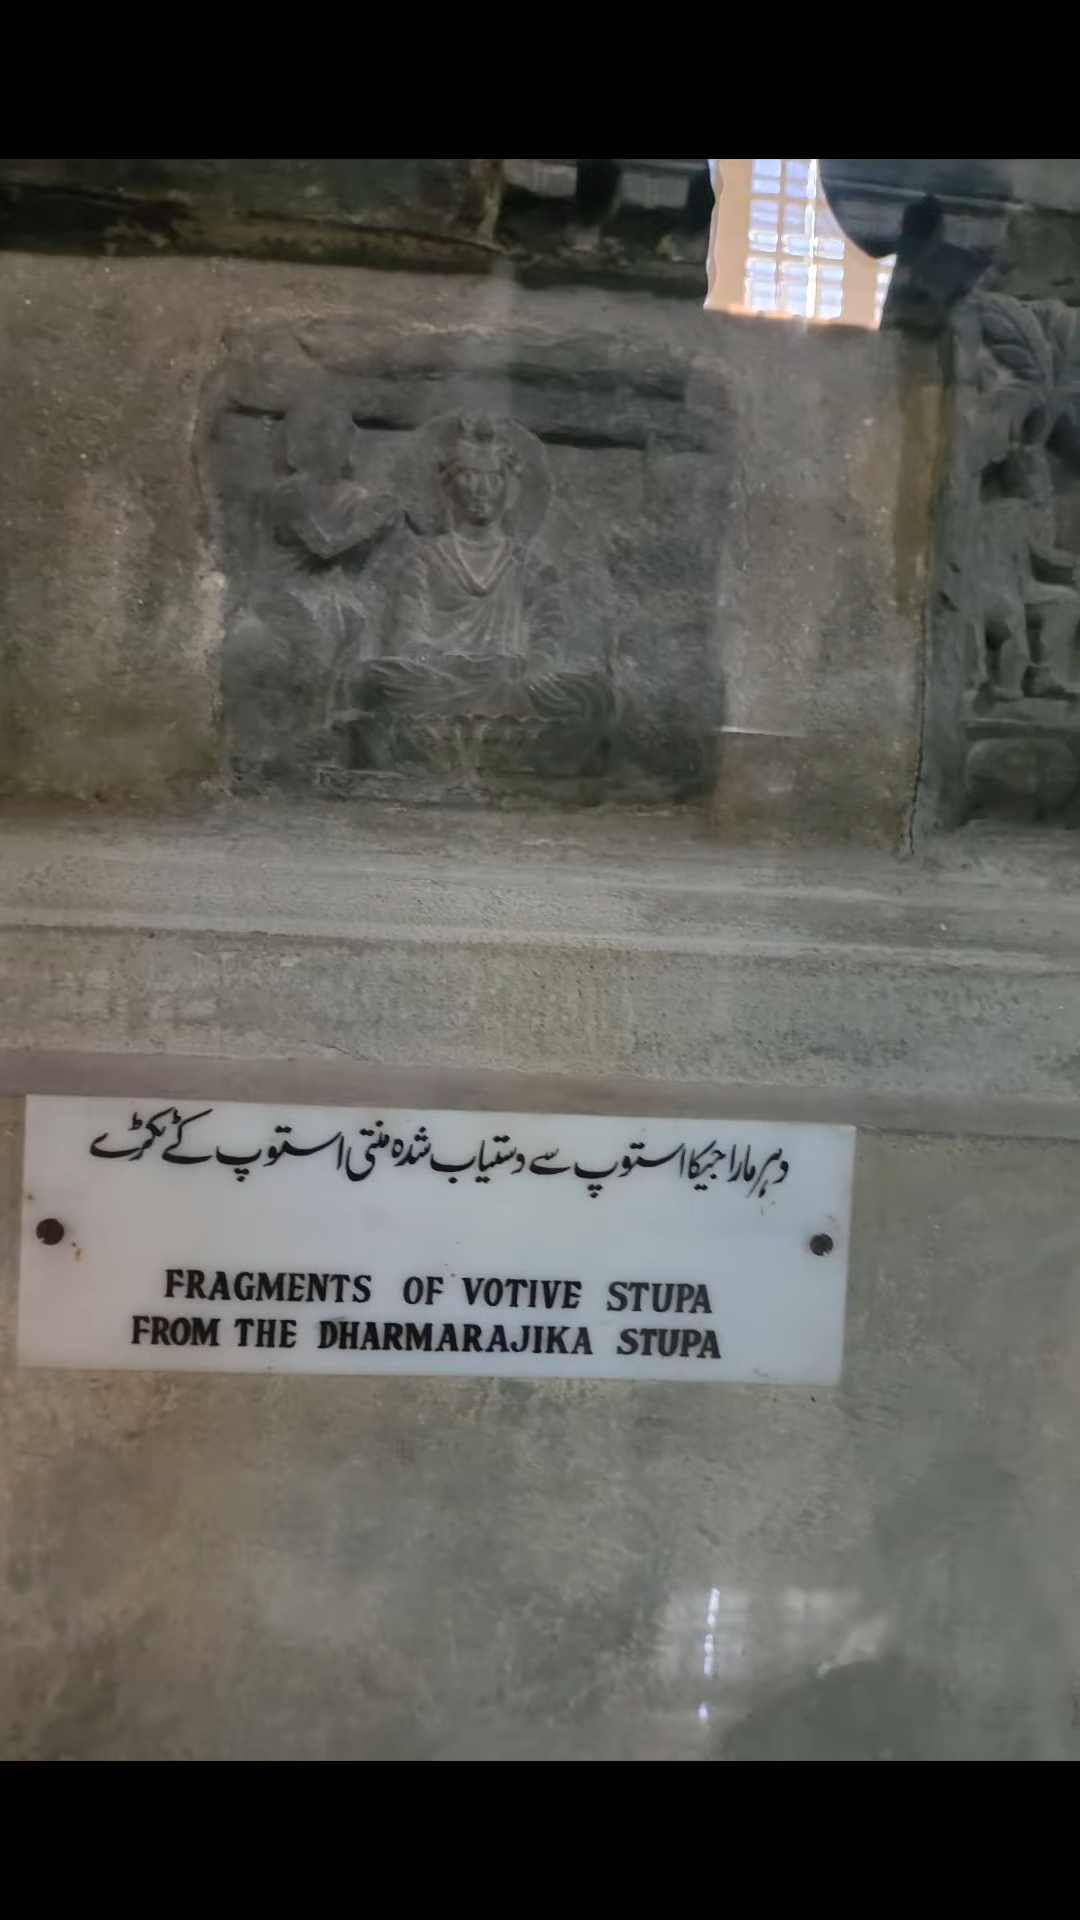 دہرماراجیکا استوپ سے دستیاب شدہ منتی استوپ کے ٹکڑے
FRAGMENTS OF VOTIVE STUPA
FROM THE DHARMARAJIKA STUPA